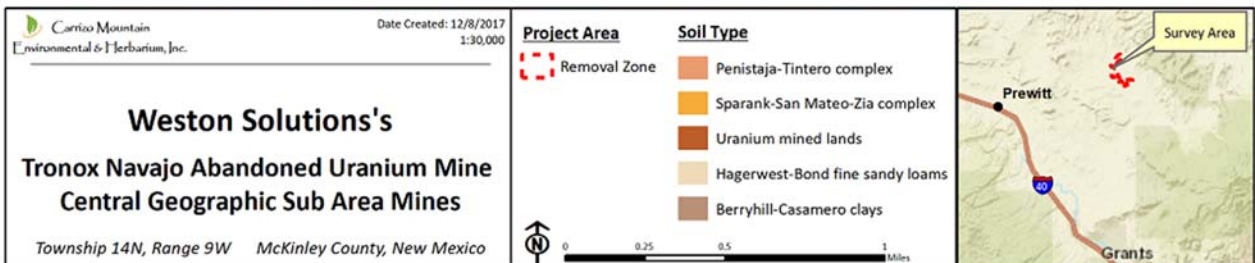 Carrizo Mountain
Environmental & Herbarium, Inc.
Date Created: 12/8/2017
1:30,000
Weston Solutions's
Tronox Navajo Abandoned Uranium Mine
Central Geographic Sub Area Mines
Township 14N, Range 9W McKinley County, New Mexico
Project Area
Removal Zone
Soil Type
Penistaja-Tintero complex
Sparank-San Mateo-Zia complex
Uranium mined lands
Hagerwest-Bond fine sandy loams
Berryhill-Casamero clays
N
0 0.25 0.5 1
Miles
Survey Area
Prewitt
40
Grants